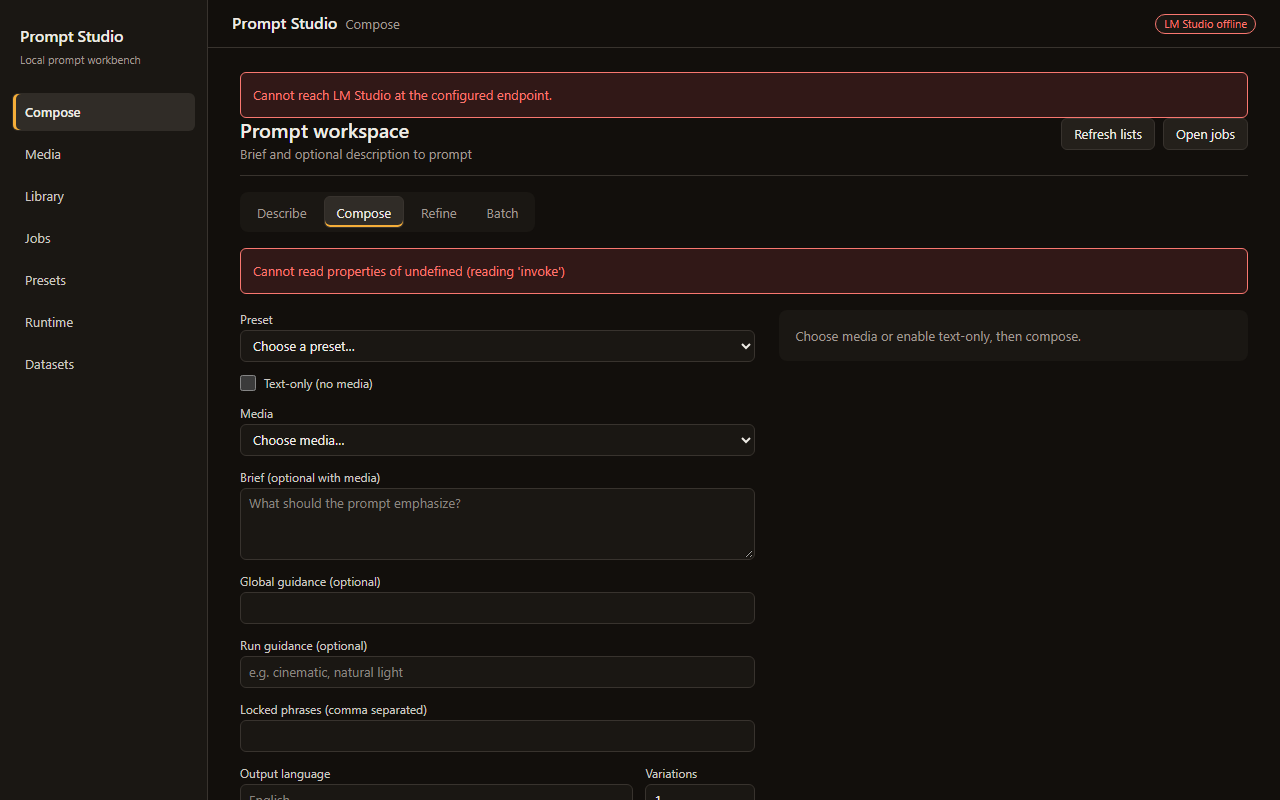 Prompt Studio
Local prompt workbench
Compose
Media
Library
Jobs
Presets
Runtime
Datasets
Prompt Studio Compose
LM Studio offline
Cannot reach LM Studio at the configured endpoint.
Prompt workspace
Brief and optional description to prompt
Refresh lists
Open jobs
Describe
Compose
Refine
Batch
Cannot read properties of undefined (reading 'invoke')
Preset
Choose a preset...
Text-only (no media)
Media
Choose media...
Brief (optional with media)
What should the prompt emphasize?
Global guidance (optional)
Run guidance (optional)
e.g. cinematic, natural light
Locked phrases (comma separated)
Output language
English
Variations
1
Choose media or enable text-only, then compose.